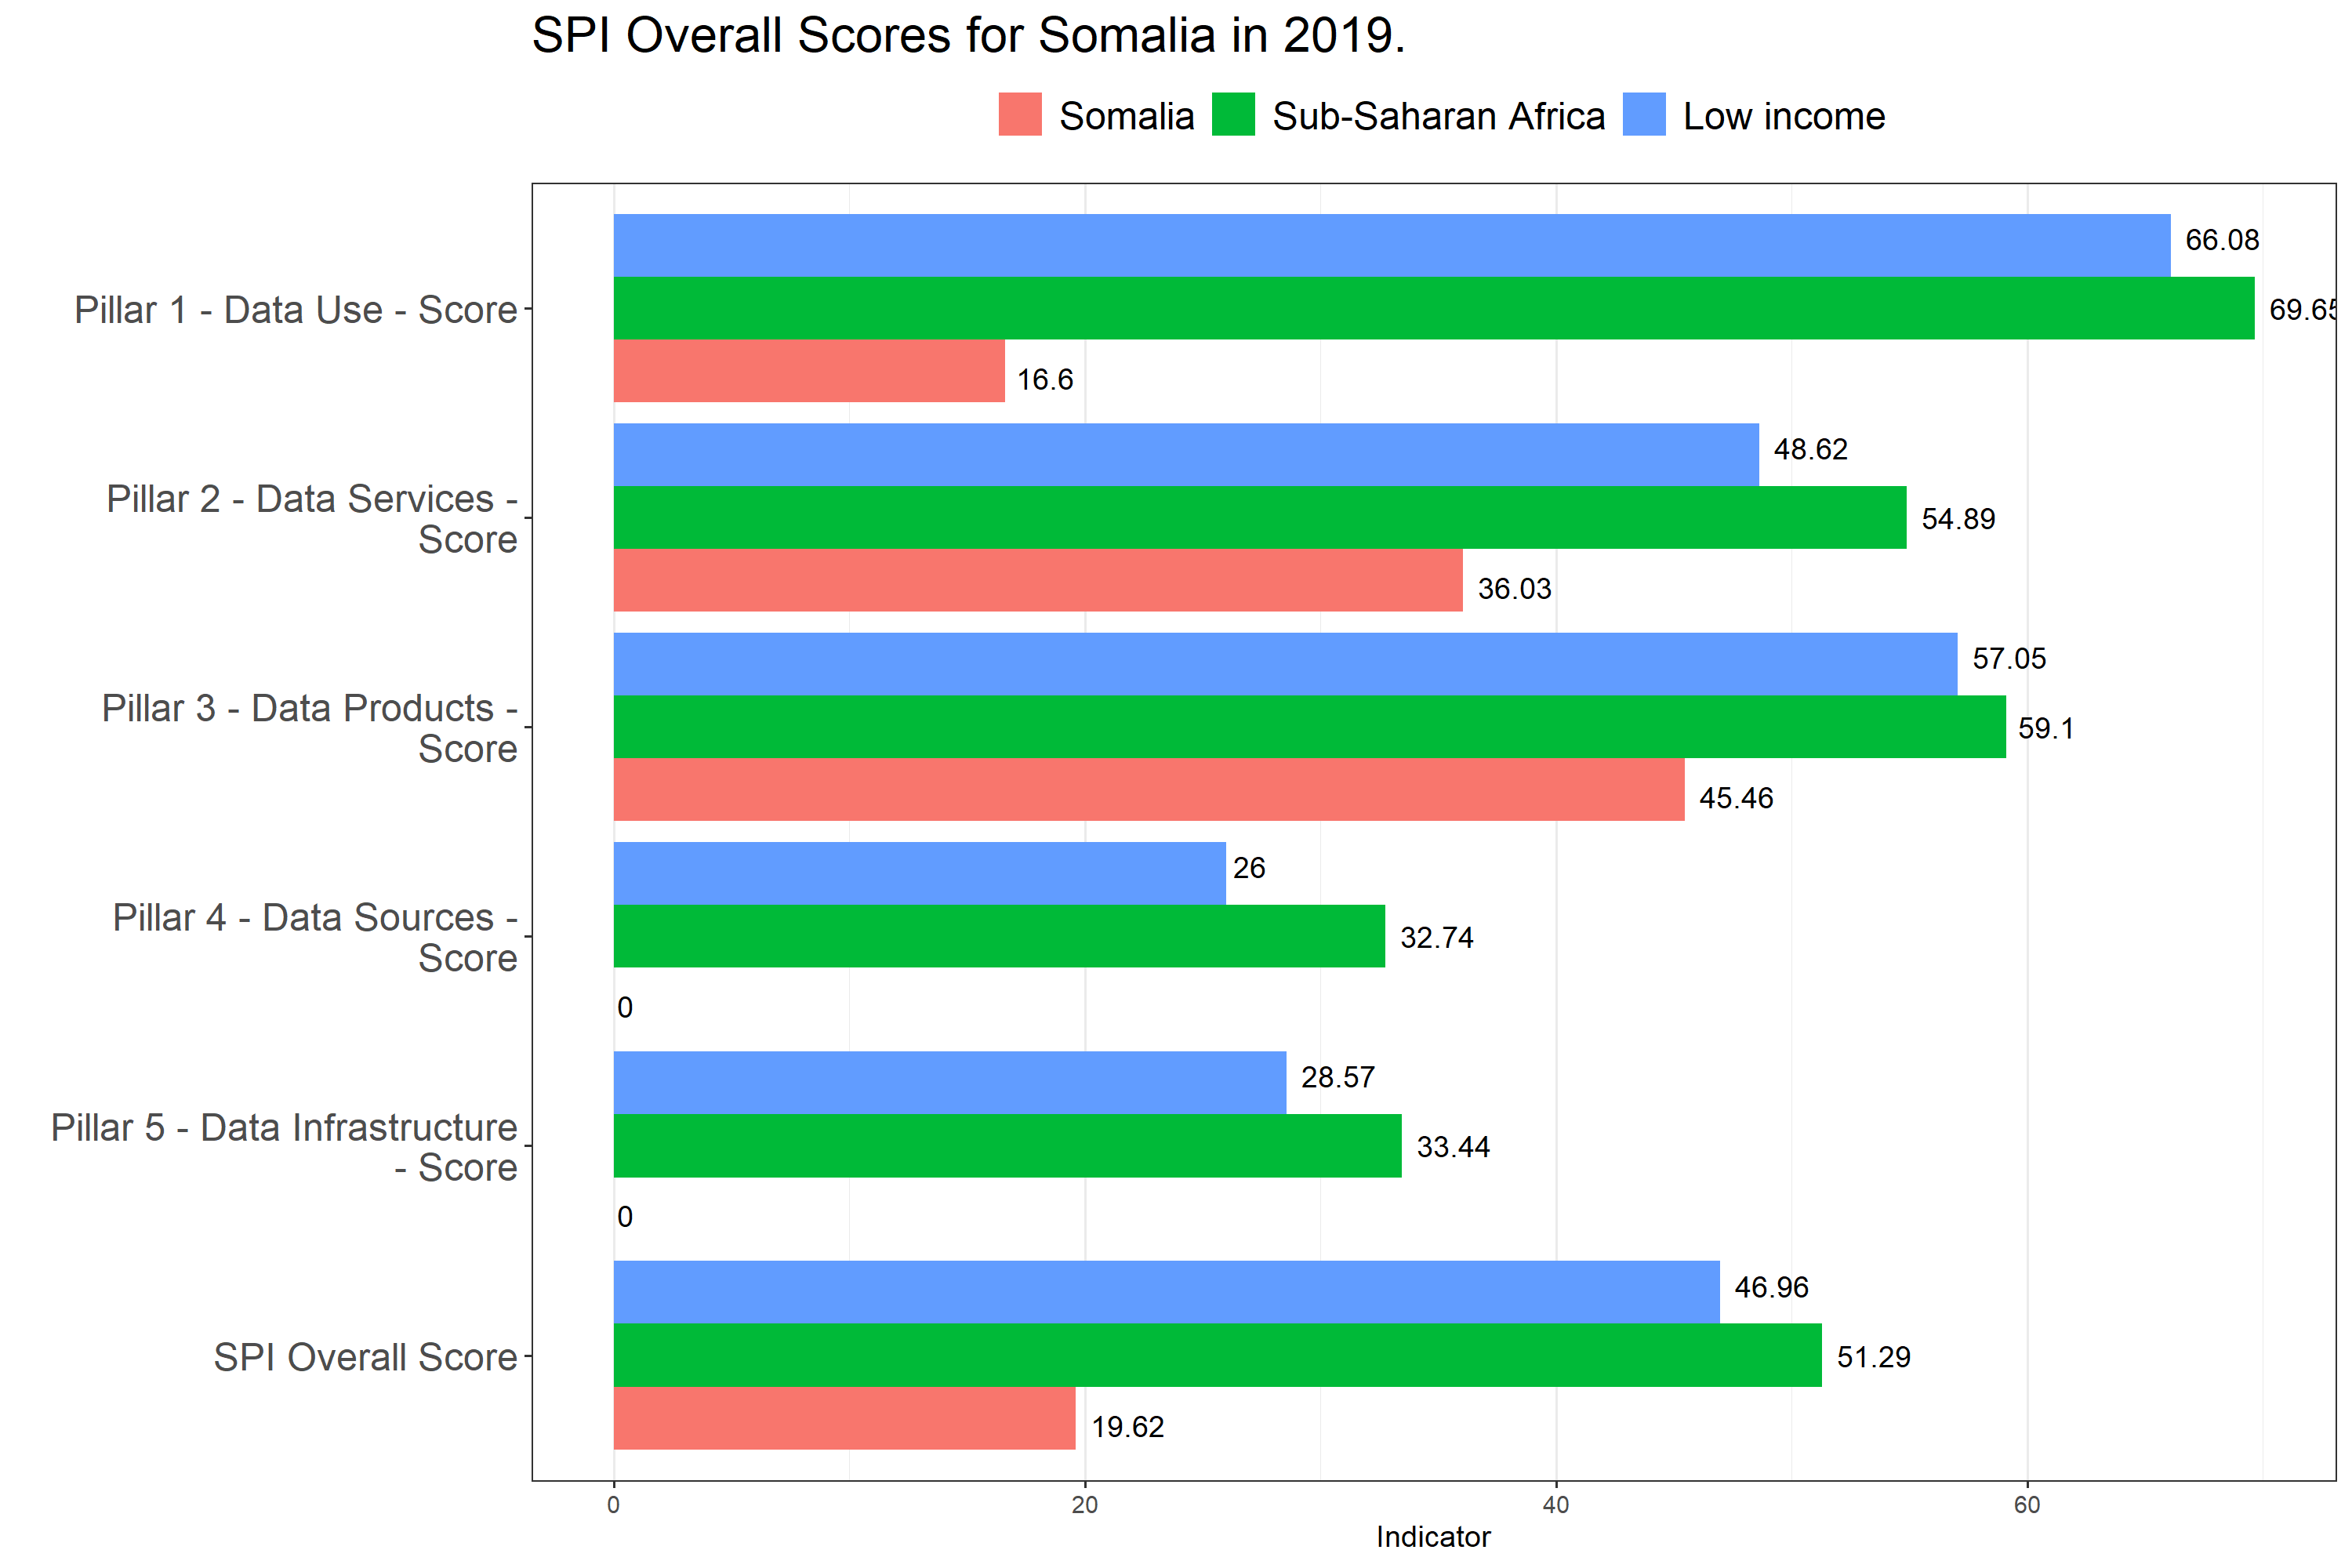 SPI Overall Scores for Somalia in 2019.
Somalia Sub-Saharan Africa Low income
66.08
Pillar 1 - Data Use - Score
69.65
16.6
48.62
Pillar 2 - Data Services -
Score
54.89
36.03
57.05
Pillar 3 - Data Products -
Score
59.1
45.46
26
Pillar 4 - Data Sources -
Score
32.74
0
28.57
Pillar 5 - Data Infrastructure
- Score
33.44
0
46.96
SPI Overall Score
51.29
19.62
0 20 40 60
Indicator